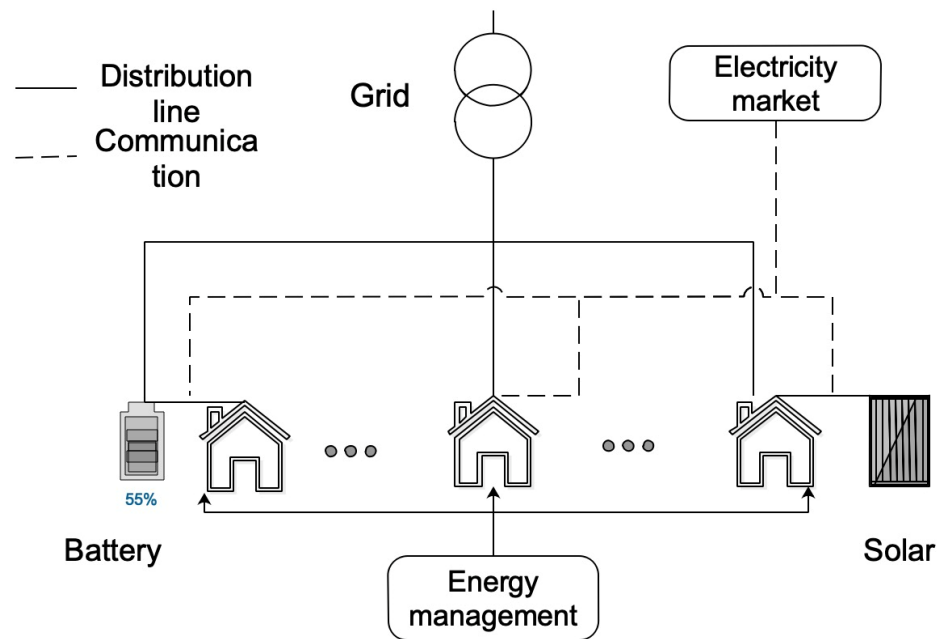 Distribution
line
Communica
tion
Grid
Electricity
market
55%
Battery
Solar
Energy
management